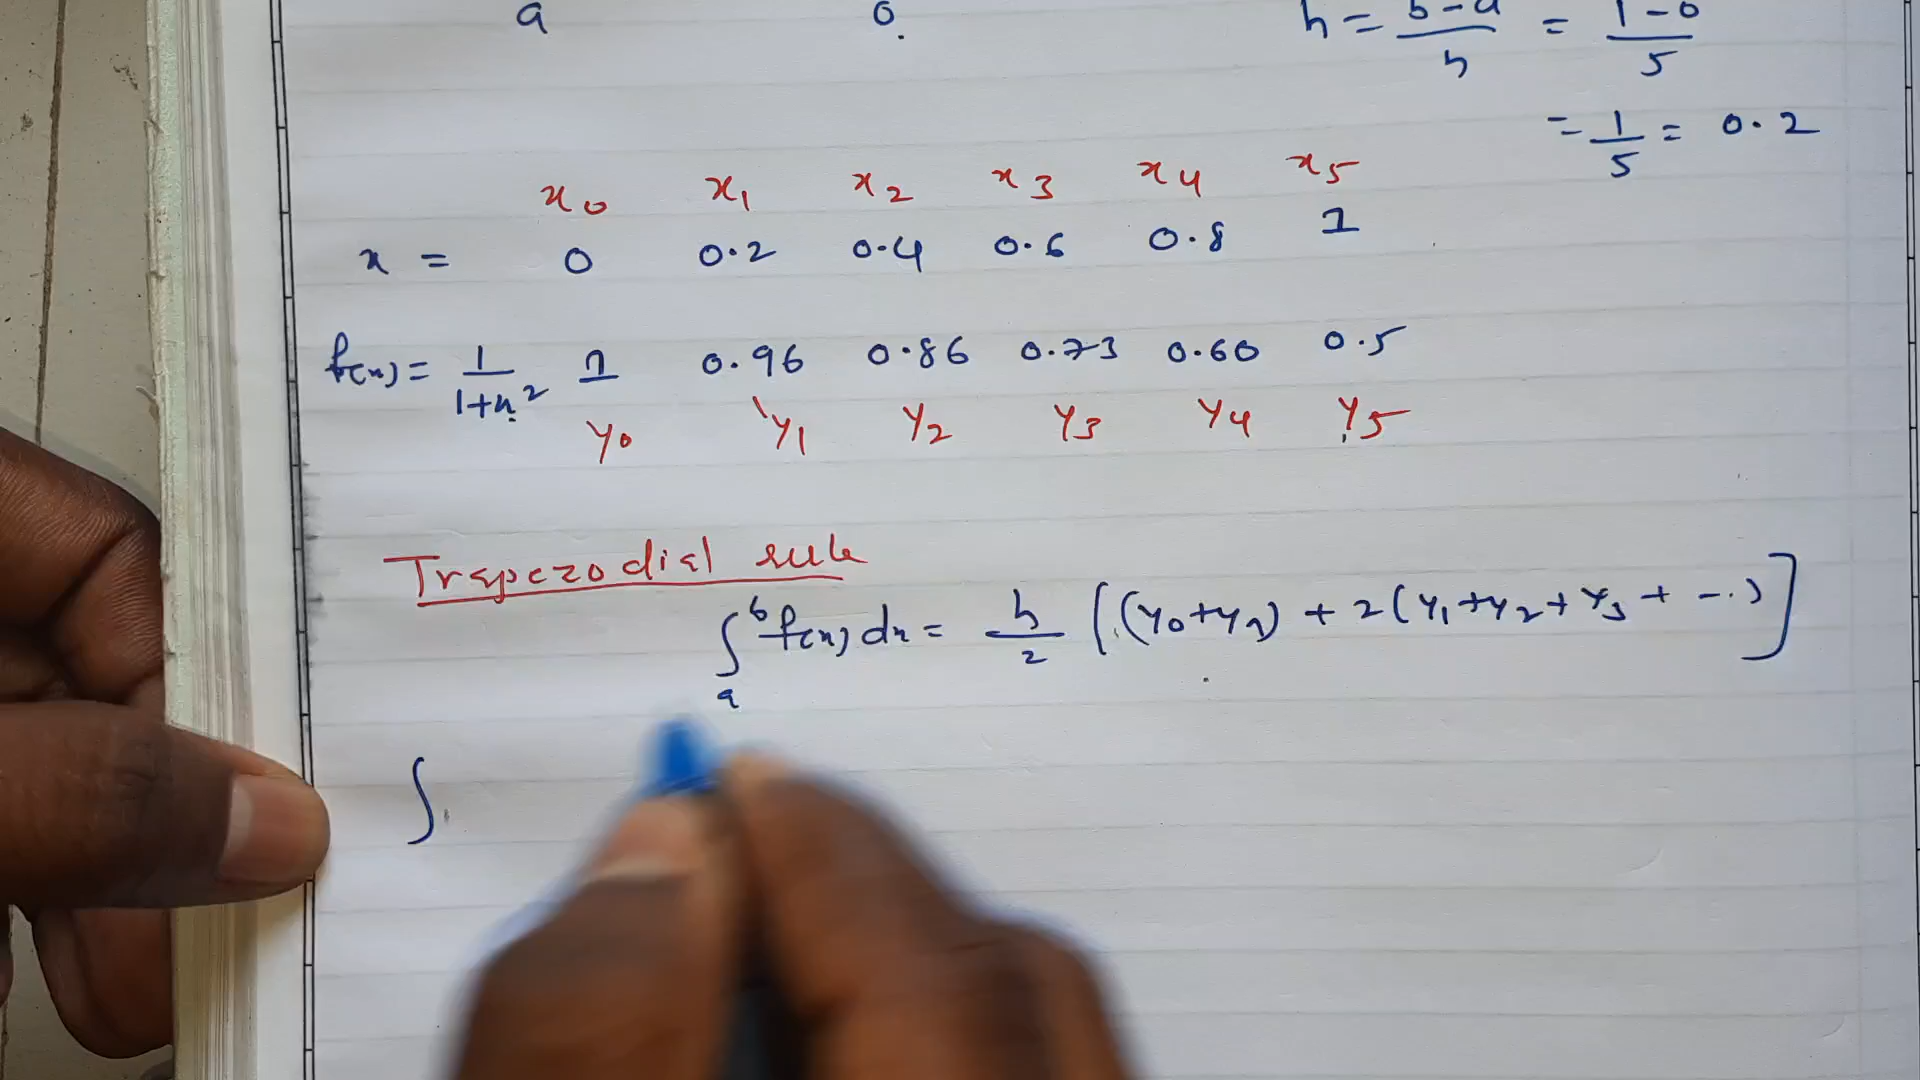 a 0. h = b-a/n = 1-0/5
= 1/5 = 0.2
x0 x1 x2 x3 x4 x5
x = 0 0.2 0.4 0.6 0.8 1
f(x) = 1/1+x² 1 0.96 0.86 0.73 0.60 0.5
y0 y1 y2 y3 y4 y5
Trapezodial rule
∫ₐᵇ f(x) dx = h/2 [(y0+yn) + 2(y1+y2+y3+ -..)]
∫